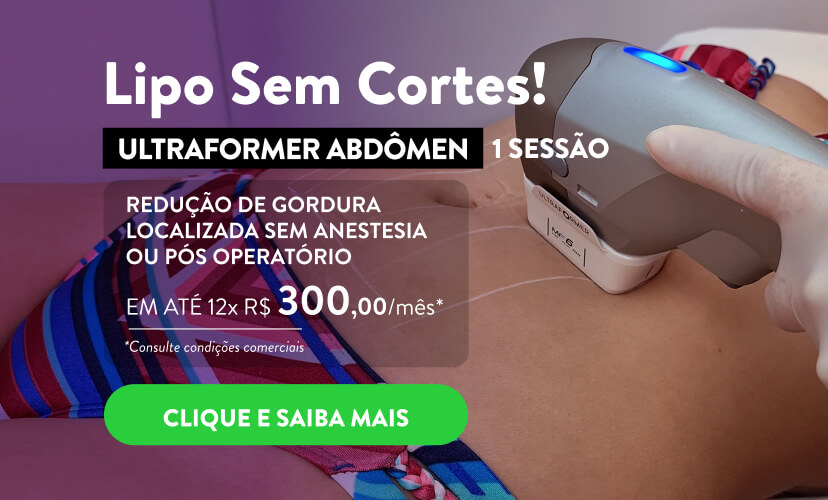 Lipo Sem Cortes!
ULTRAFORMER ABDÔMEN 1 SESSÃO
REDUÇÃO DE GORDURA
LOCALIZADA SEM ANESTESIA
OU PÓS OPERATÓRIO
EM ATÉ 12x R$ 300,00/mês*
*Consulte condições comerciais
CLIQUE E SAIBA MAIS
ULTRAFORMER